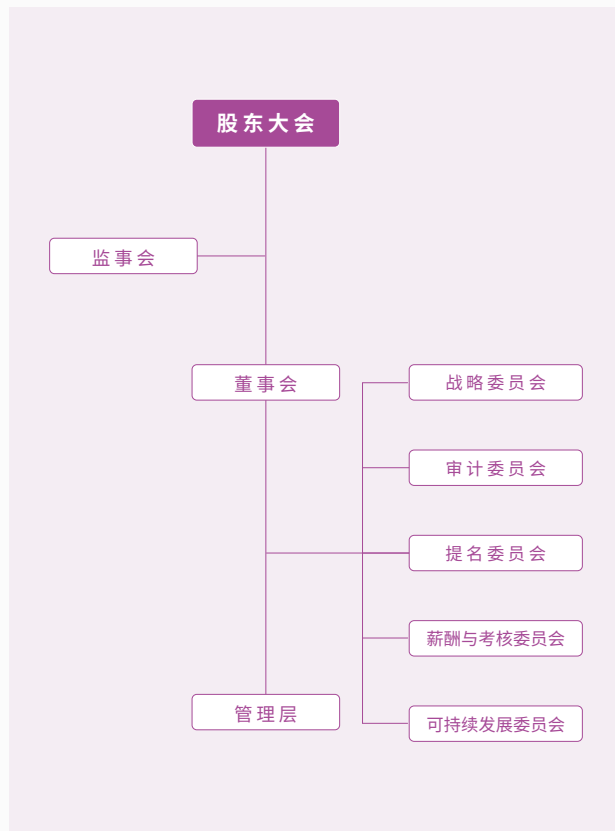 股东大会
监事会
董事会
战略委员会
审计委员会
提名委员会
薪酬与考核委员会
管理层
可持续发展委员会